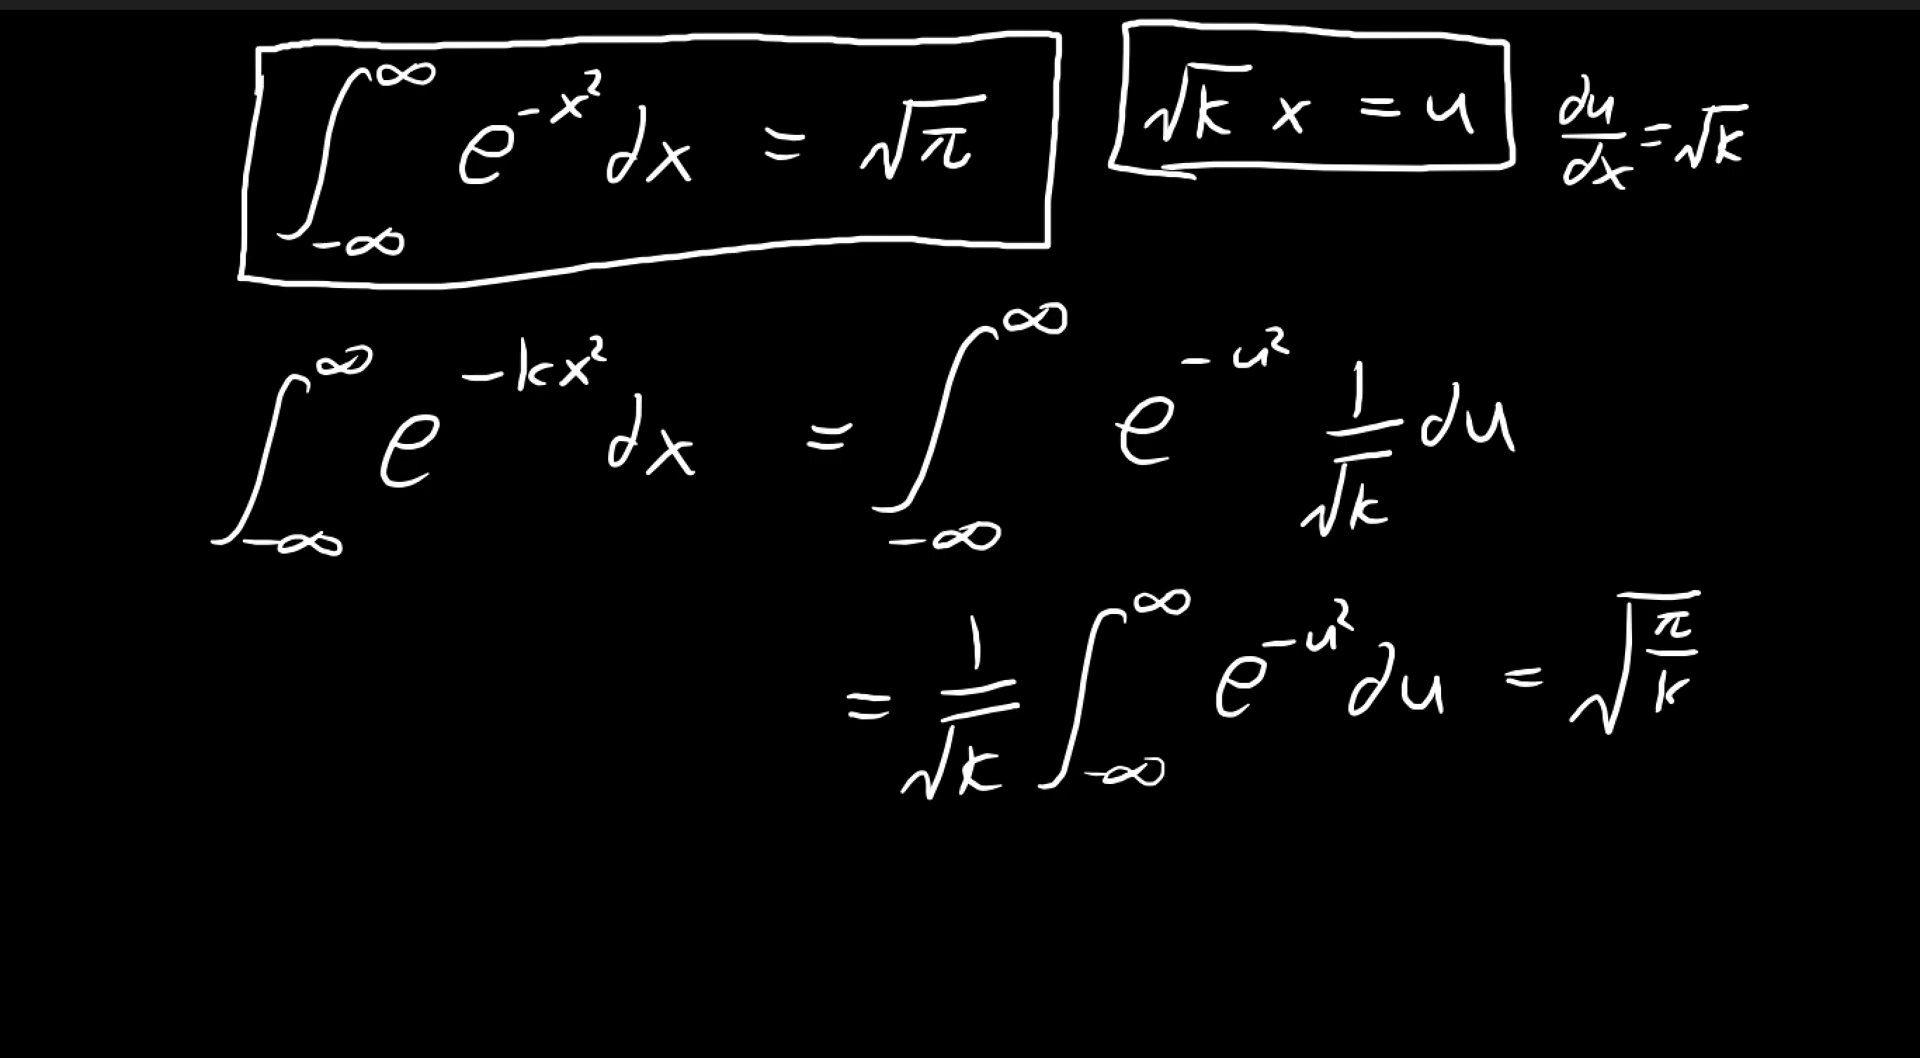 ∫_{-∞}^{∞} e^{-x²} dx = √π    √k x = u    du/dx = √k
∫_{-∞}^{∞} e^{-kx²} dx = ∫_{-∞}^{∞} e^{-u²} 1/√k du
= 1/√k ∫_{-∞}^{∞} e^{-u²} du = √(π/k)